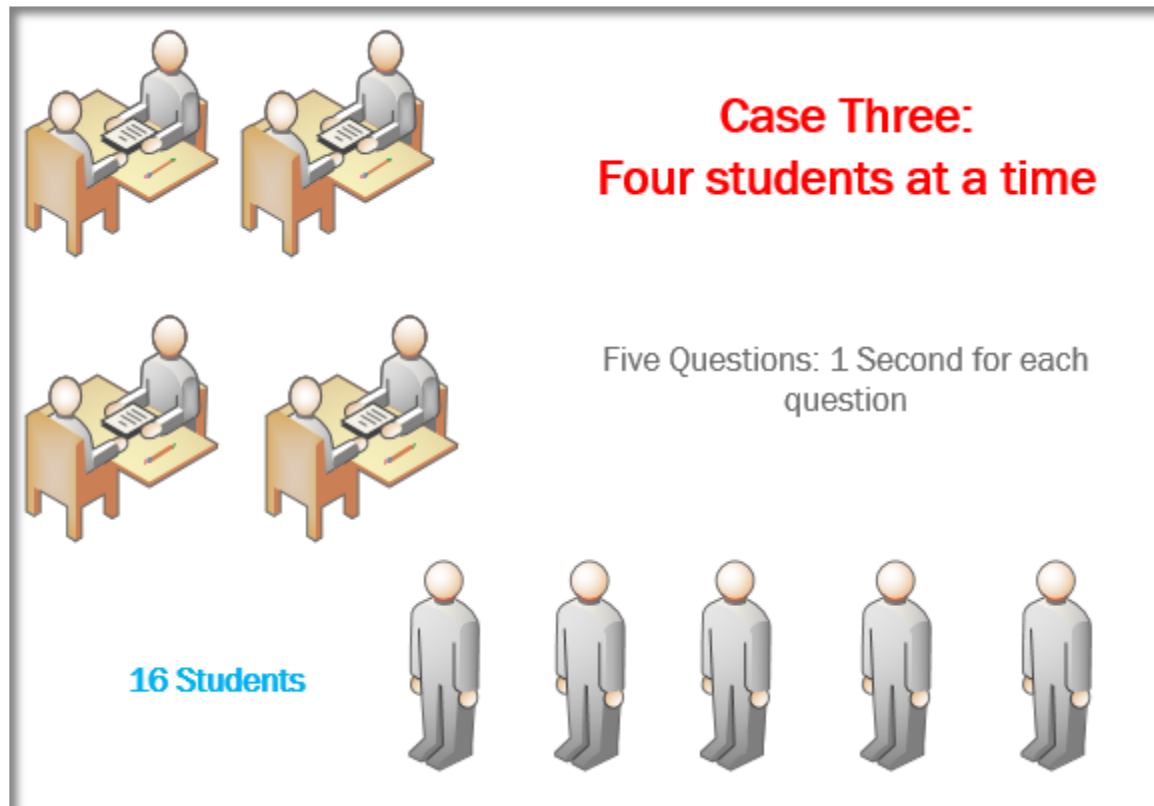 Case Three:
Four students at a time
Five Questions: 1 Second for each
question
16 Students